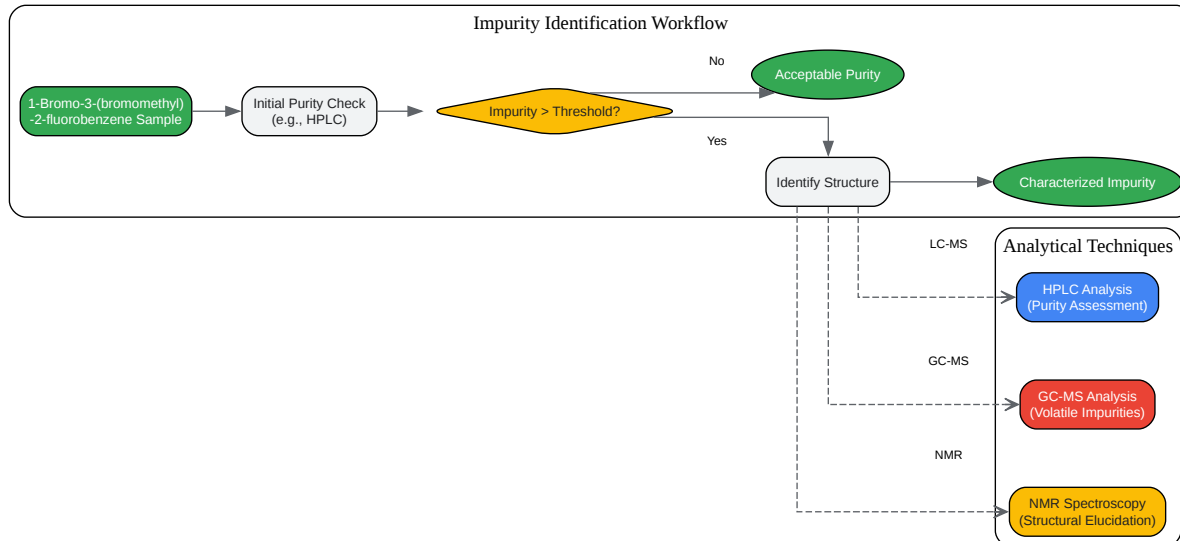 Impurity Identification Workflow
No
Acceptable Purity
1-Bromo-3-(bromomethyl)
-2-fluorobenzene Sample
Initial Purity Check
(e.g., HPLC)
Impurity > Threshold?
Yes
Identify Structure
Characterized Impurity
LC-MS
Analytical Techniques
HPLC Analysis
(Purity Assessment)
GC-MS
GC-MS Analysis
(Volatile Impurities)
NMR
NMR Spectroscopy
(Structural Elucidation)